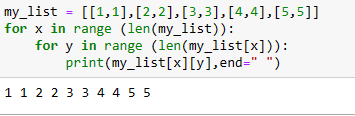 my_list = [[1,1],[2,2],[3,3],[4,4],[5,5]]
for x in range (len(my_list)):
    for y in range (len(my_list[x])):
        print(my_list[x][y],end=" ")
1 1 2 2 3 3 4 4 5 5